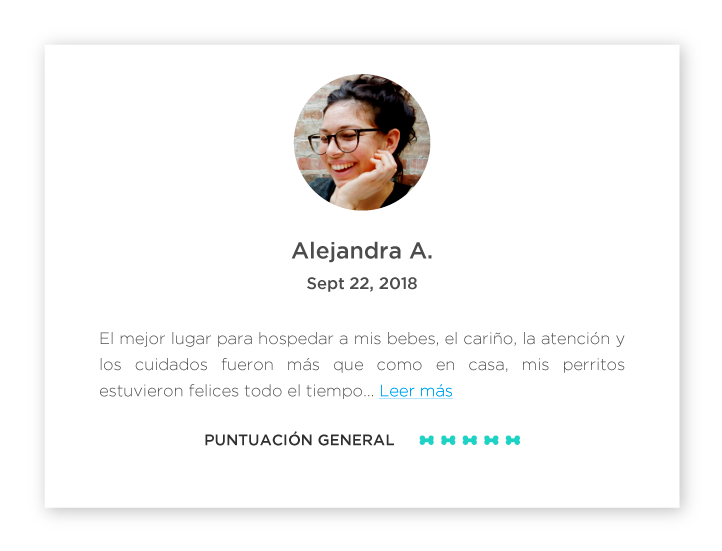 Alejandra A.
Sept 22, 2018
El mejor lugar para hospedar a mis bebes, el cariño, la atención y
los cuidados fueron más que como en casa, mis perritos
estuvieron felices todo el tiempo... Leer más
PUNTUACIÓN GENERAL